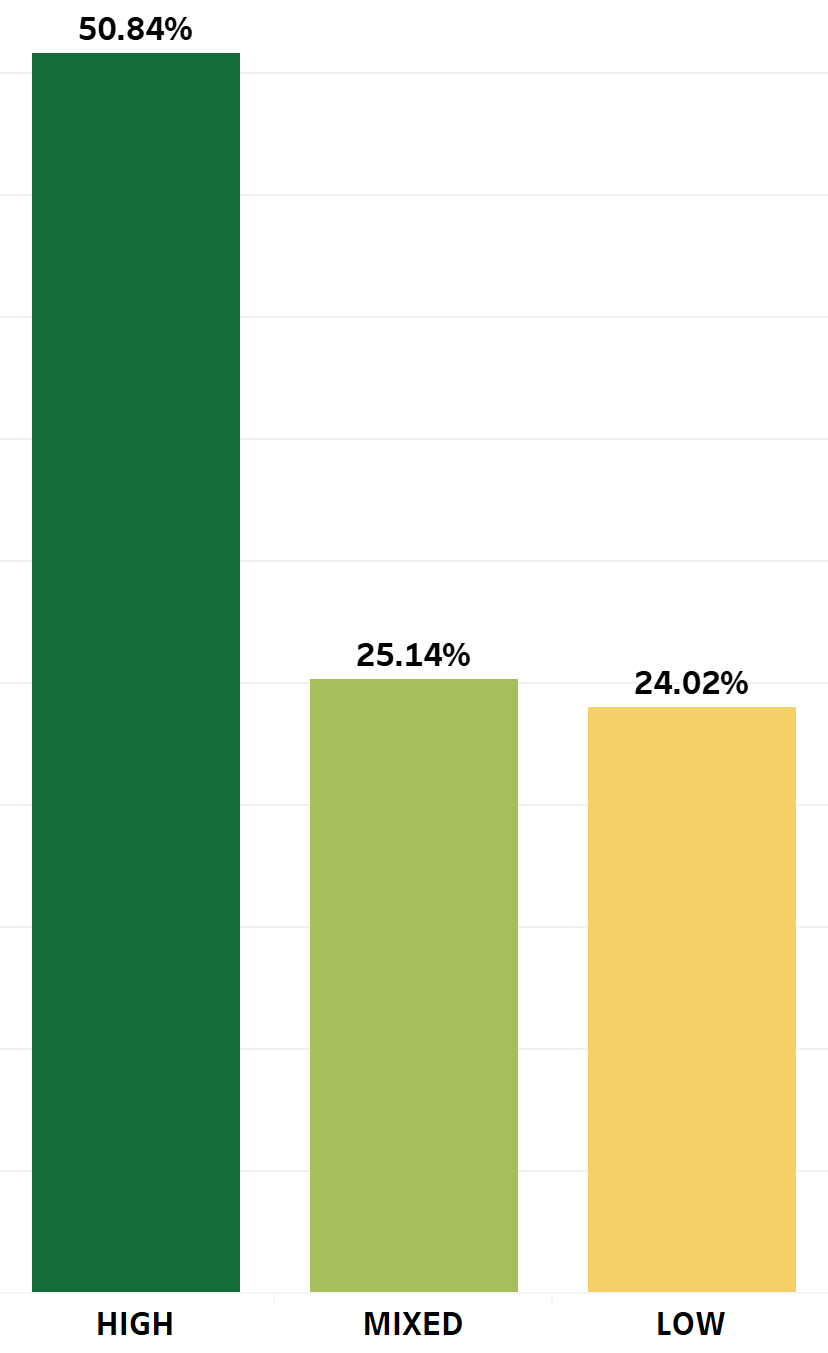 50.84%
25.14%
24.02%
HIGH
MIXED
LOW